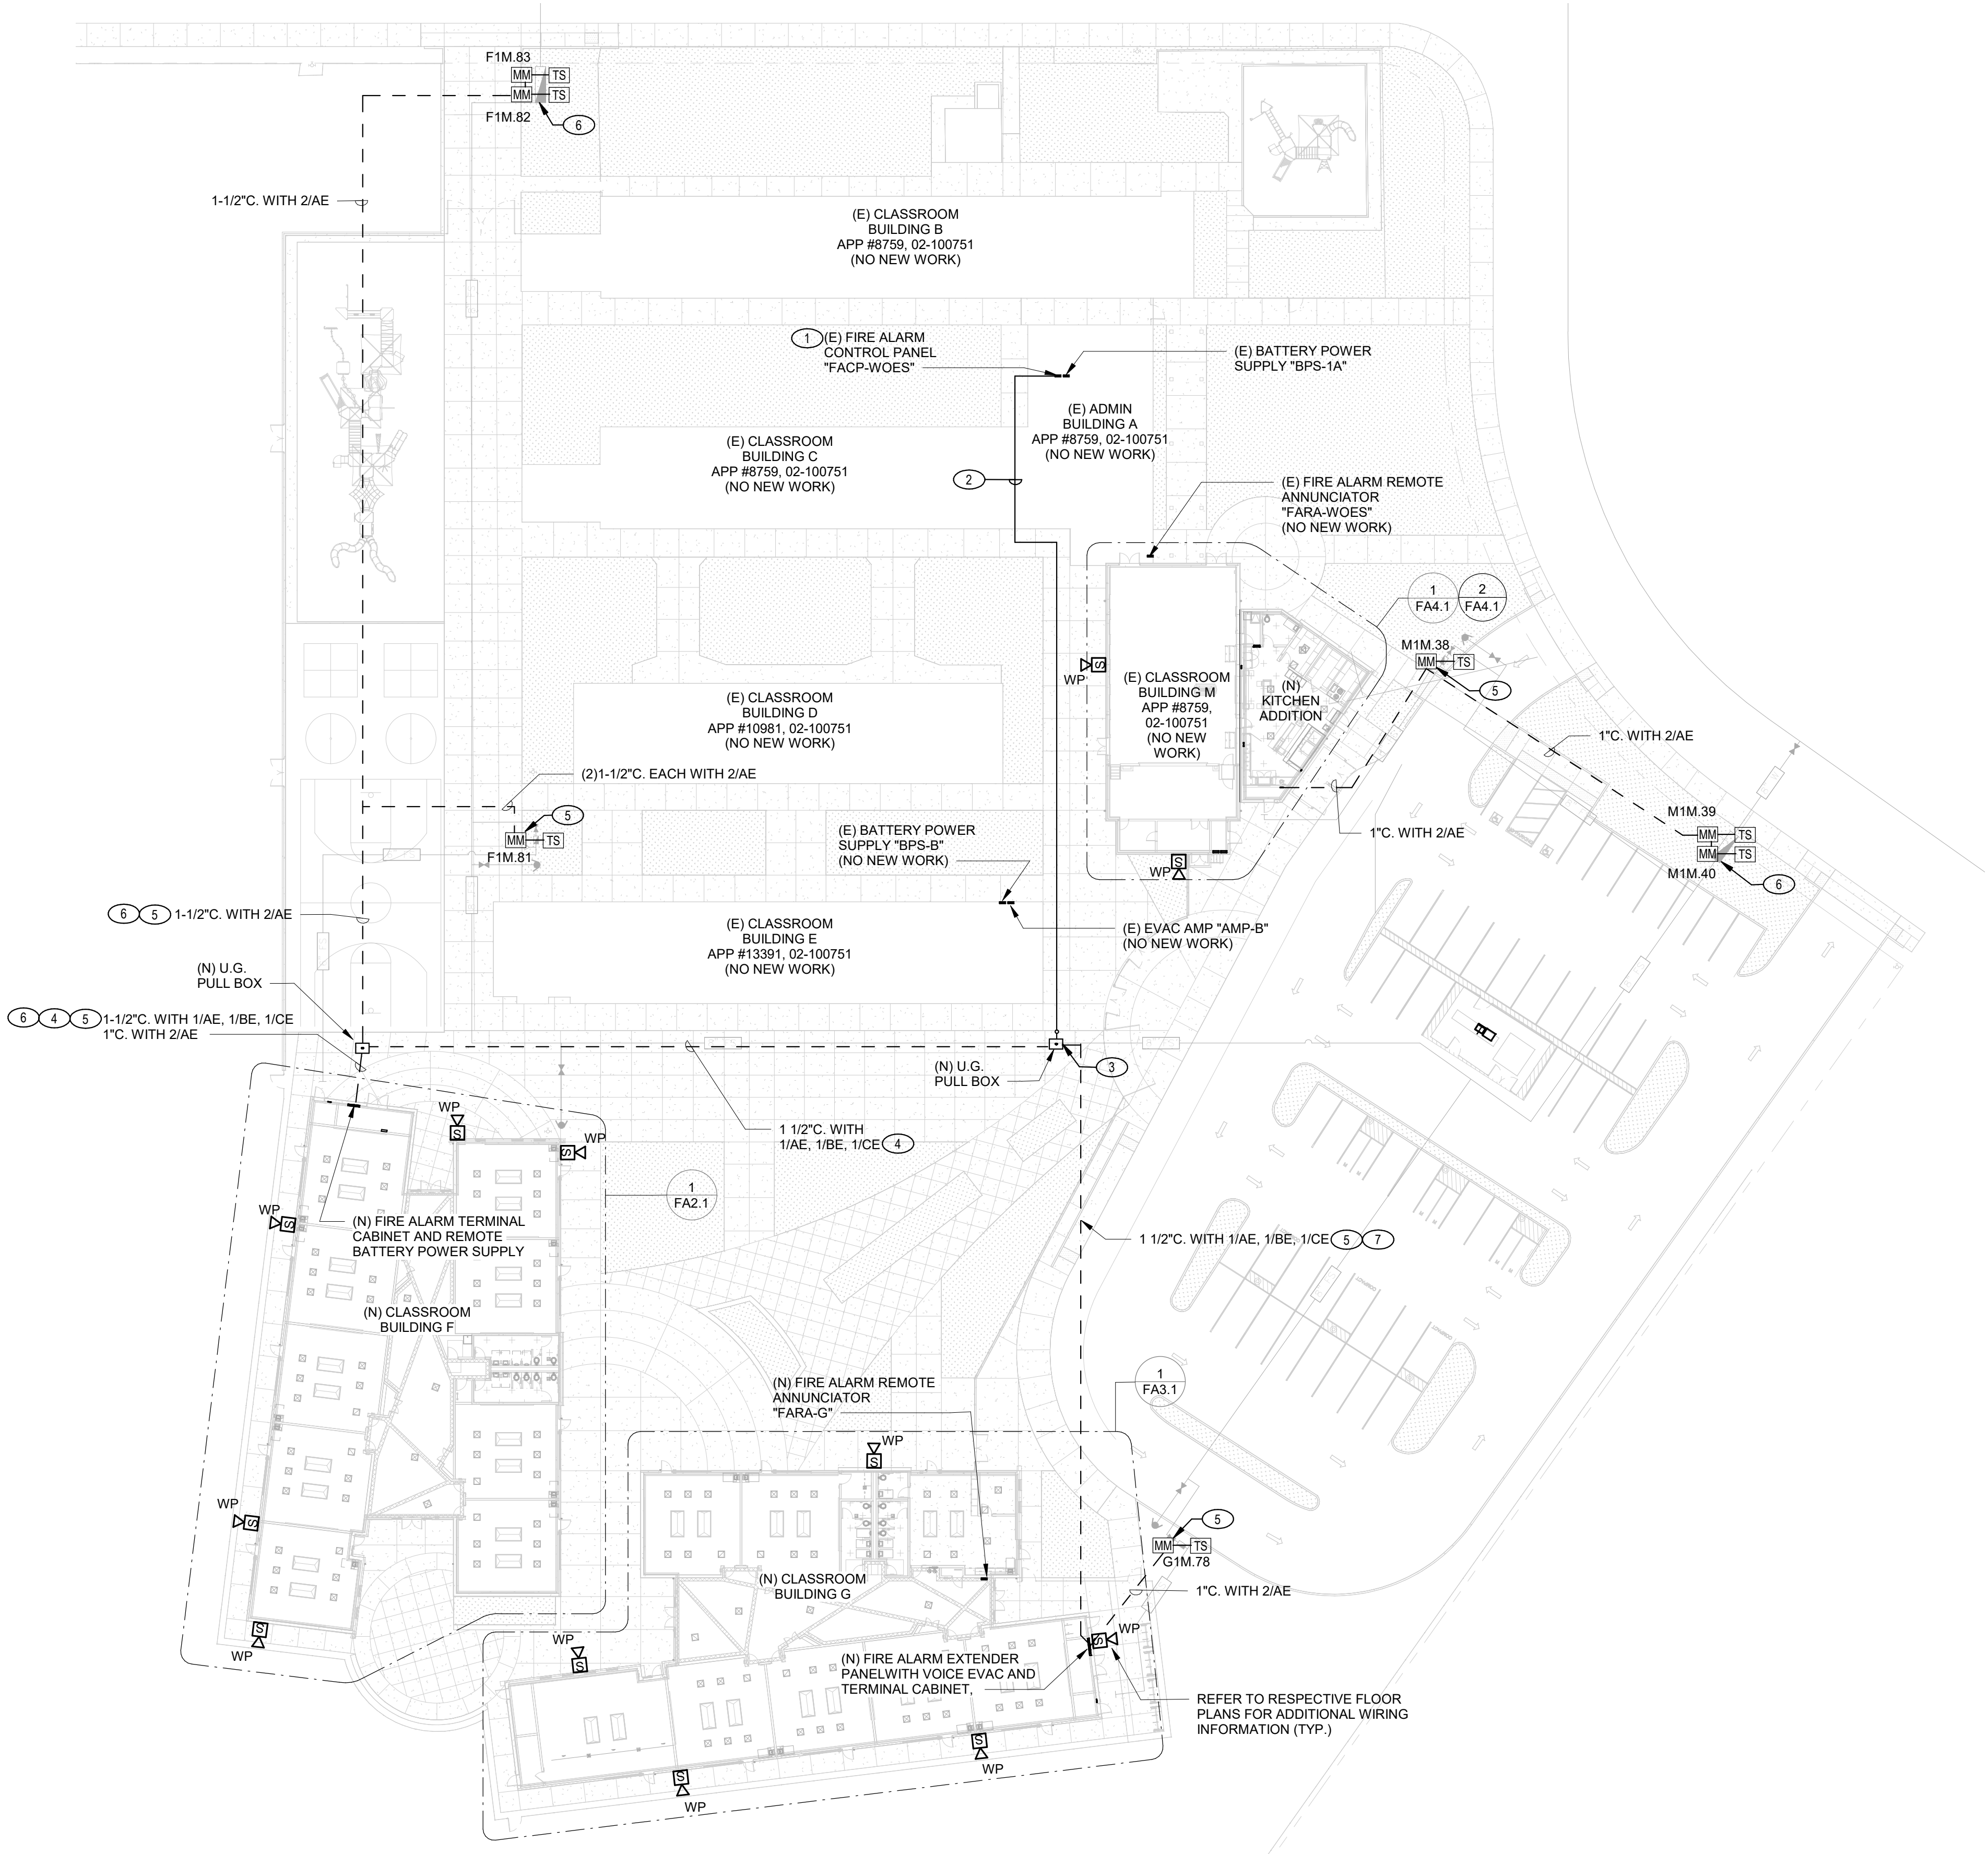 F1M.83
MM TS
MM TS
F1M.82
6
1-1/2"C. WITH 2/AE
(E) CLASSROOM
BUILDING B
APP #8759, 02-100751
(NO NEW WORK)
1 (E) FIRE ALARM
CONTROL PANEL
"FACP-WOES"
(E) BATTERY POWER
SUPPLY "BPS-1A"
(E) ADMIN
BUILDING A
APP #8759, 02-100751
(NO NEW WORK)
(E) CLASSROOM
BUILDING C
APP #8759, 02-100751
(NO NEW WORK)
2
(E) FIRE ALARM REMOTE
ANNUNCIATOR
"FARA-WOES"
(NO NEW WORK)
1
FA4.1
2
FA4.1
M1M.38
MM TS
5
S
WP
(E) CLASSROOM
BUILDING M
APP #8759,
02-100751
(NO NEW
WORK)
(N)
KITCHEN
ADDITION
(E) CLASSROOM
BUILDING D
APP #10981, 02-100751
(NO NEW WORK)
1"C. WITH 2/AE
(2)1-1/2"C. EACH WITH 2/AE
5
MM TS
F1M.81
(E) BATTERY POWER
SUPPLY "BPS-B"
(NO NEW WORK)
1"C. WITH 2/AE
M1M.39
MM TS
MM TS
M1M.40
6
S
WP
6 5 1-1/2"C. WITH 2/AE
(E) CLASSROOM
BUILDING E
APP #13391, 02-100751
(NO NEW WORK)
(E) EVAC AMP "AMP-B"
(NO NEW WORK)
(N) U.G.
PULL BOX
6 4 5 1-1/2"C. WITH 1/AE, 1/BE, 1/CE
1"C. WITH 2/AE
(N) U.G.
PULL BOX
3
WP
S
S
WP
1 1/2"C. WITH
1/AE, 1/BE, 1/CE 4
1
FA2.1
WP
S
(N) FIRE ALARM TERMINAL
CABINET AND REMOTE
BATTERY POWER SUPPLY
1 1/2"C. WITH 1/AE, 1/BE, 1/CE 5 7
(N) CLASSROOM
BUILDING F
(N) FIRE ALARM REMOTE
ANNUNCIATOR
"FARA-G"
1
FA3.1
WP
S
WP
S
5
MM TS
G1M.78
(N) CLASSROOM
BUILDING G
1"C. WITH 2/AE
S
WP
WP
S
S
WP
(N) FIRE ALARM EXTENDER
PANELWITH VOICE EVAC AND
TERMINAL CABINET,
REFER TO RESPECTIVE FLOOR
PLANS FOR ADDITIONAL WIRING
INFORMATION (TYP.)
S
WP
S
WP